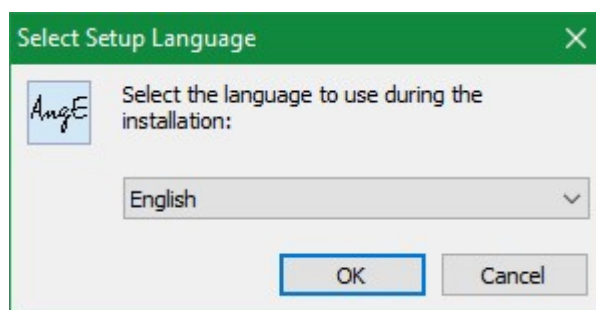 Select Setup Language
AngE
Select the language to use during the
installation:
English
OK
Cancel